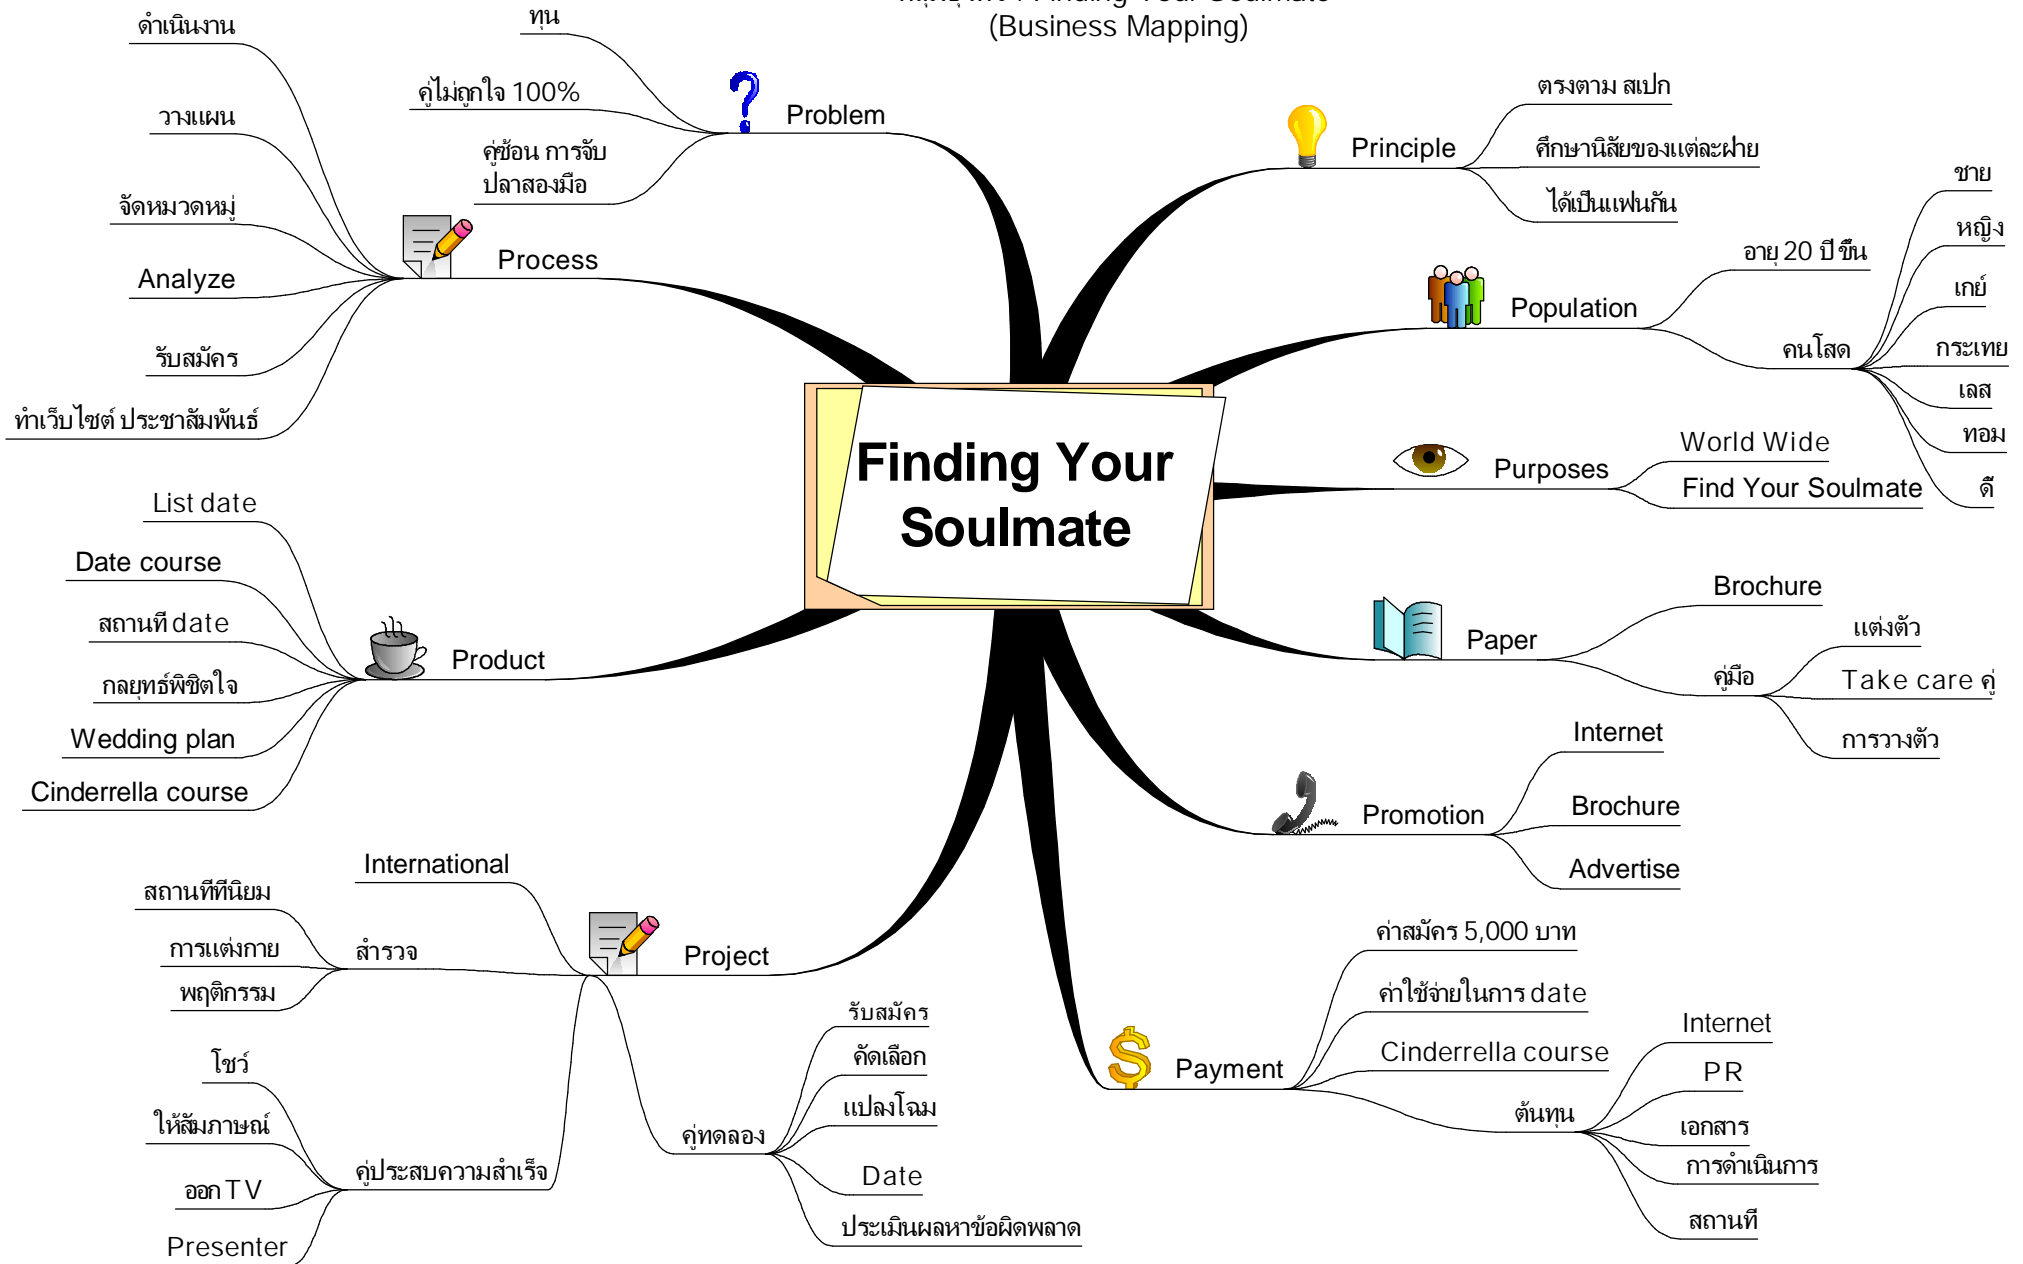 Finding Your Soulmate
(Business Mapping)
Finding Your
Soulmate
Problem
ทุน
คู่ไม่ถูกใจ 100%
คู่ซ้อน การจับ
ปลาสองมือ
Process
ดำเนินงาน
วางแผน
จัดหมวดหมู่
Analyze
รับสมัคร
ทำเว็บไซต์ ประชาสัมพันธ์
Product
List date
Date course
สถานที่ date
กลยุทธ์พิชิตใจ
Wedding plan
Cinderrella course
Project
International
สำรวจ
สถานที่ที่นิยม
การแต่งกาย
พฤติกรรม
คู่ประสบความสำเร็จ
โชว์
ให้สัมภาษณ์
ออก TV
Presenter
คู่ทดลอง
รับสมัคร
คัดเลือก
แปลงโฉม
Date
ประเมินผลหาข้อผิดพลาด
Principle
ตรงตาม สเปก
ศึกษานิสัยของแต่ละฝ่าย
ได้เป็นแฟนกัน
Population
อายุ 20 ปี ขึ้น
คนโสด
ชาย
หญิง
เกย์
กระเทย
เลส
ทอม
ดี้
Purposes
World Wide
Find Your Soulmate
Paper
Brochure
คู่มือ
แต่งตัว
Take care คู่
การวางตัว
Promotion
Internet
Brochure
Advertise
Payment
ค่าสมัคร 5,000 บาท
ค่าใช้จ่ายในการ date
Cinderrella course
ต้นทุน
Internet
PR
เอกสาร
การดำเนินการ
สถานที่